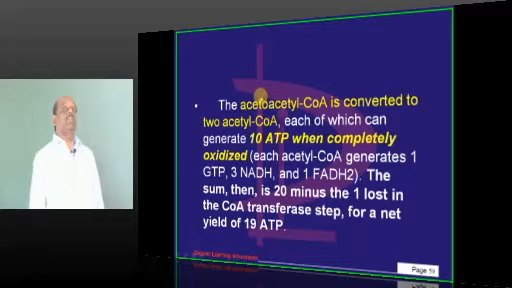 • The acetoacetyl-CoA is converted to
two acetyl-CoA, each of which can
generate 10 ATP when completely
oxidized (each acetyl-CoA generates 1
GTP, 3 NADH, and 1 FADH2). The
sum, then, is 20 minus the 1 lost in
the CoA transferase step, for a net
yield of 19 ATP.
Page 19